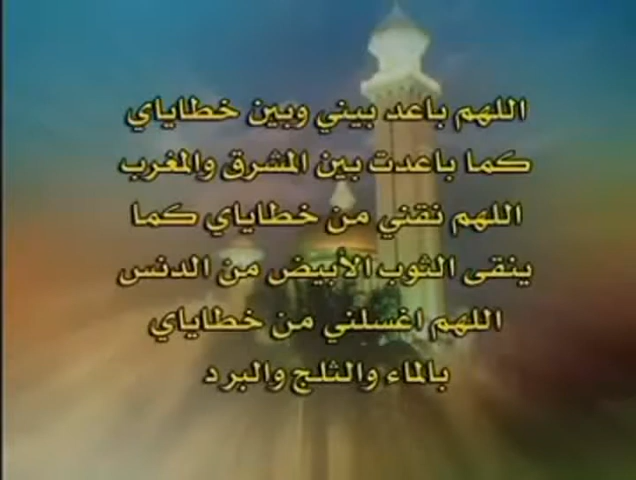 اللهم باعد بيني وبين خطاياي
كما باعدت بين المشرق والمغرب
اللهم نقني من خطاياي كما
ينقى الثوب الأبيض من الدنس
اللهم اغسلني من خطاياي
بالماء والثلج والبرد